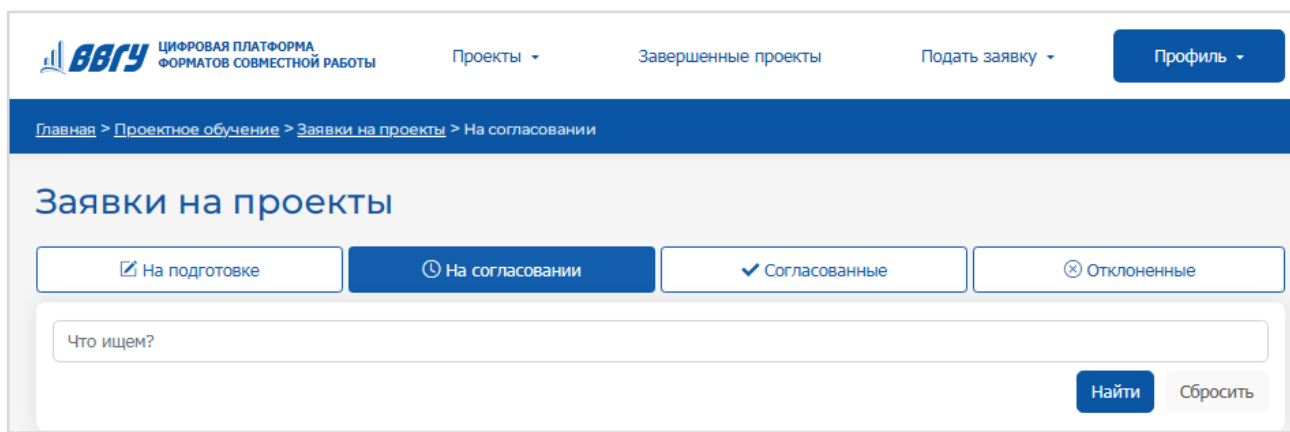 ВВГУ ЦИФРОВАЯ ПЛАТФОРМА
ФОРМАТОВ СОВМЕСТНОЙ РАБОТЫ
Проекты
Завершенные проекты
Подать заявку
Профиль
Главная > Проектное обучение > Заявки на проекты > На согласовании
Заявки на проекты
На подготовке
На согласовании
Согласованные
Отклоненные
Что ищем?
Найти
Сбросить